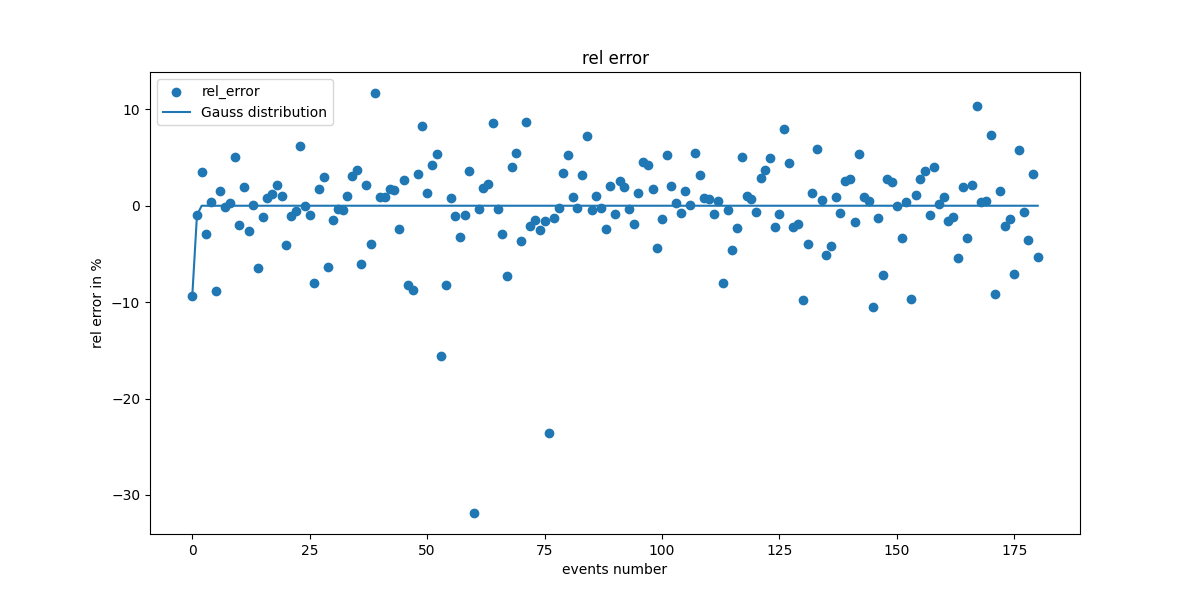 rel error
rel_error
Gauss distribution
rel error in %
10
0
−10
−20
−30
0
25
50
75
100
125
150
175
events number